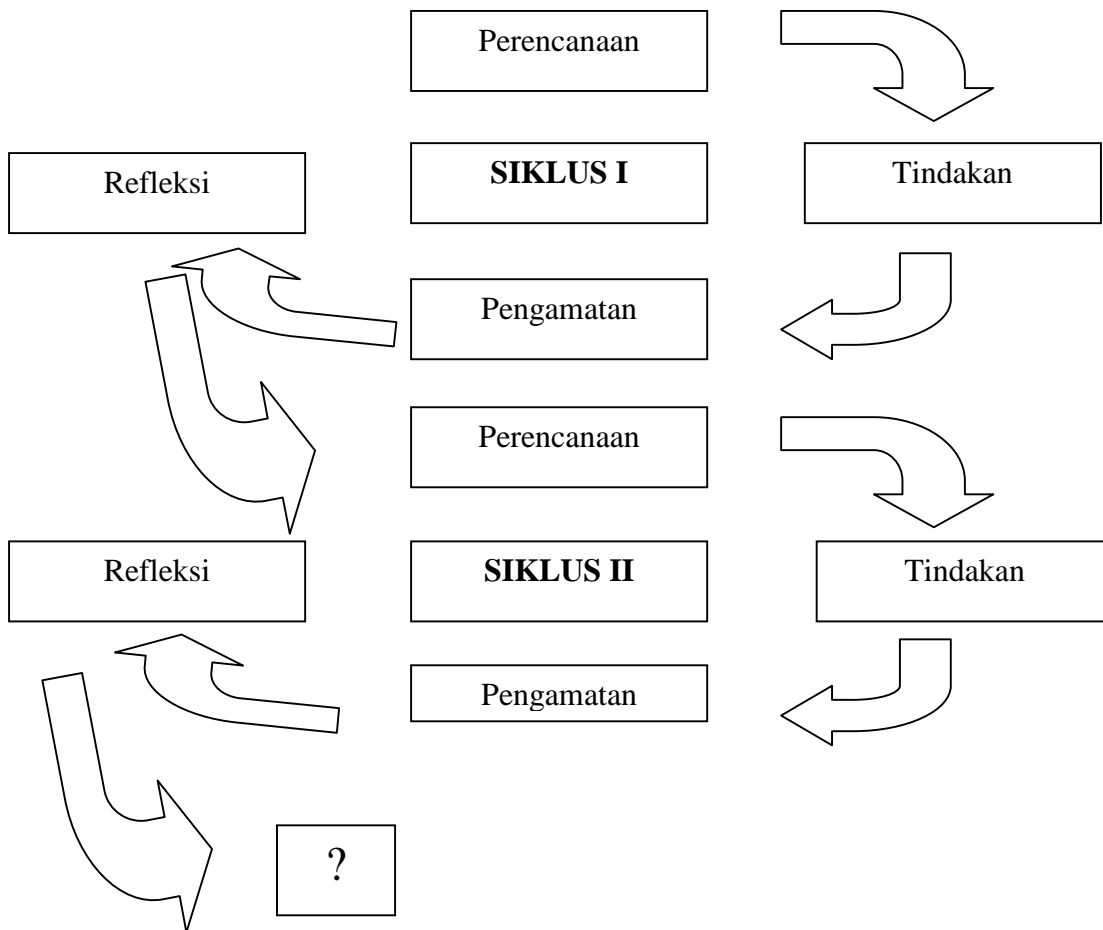 Perencanaan
Refleksi
SIKLUS I
Tindakan
Pengamatan
Perencanaan
Refleksi
SIKLUS II
Tindakan
Pengamatan
?